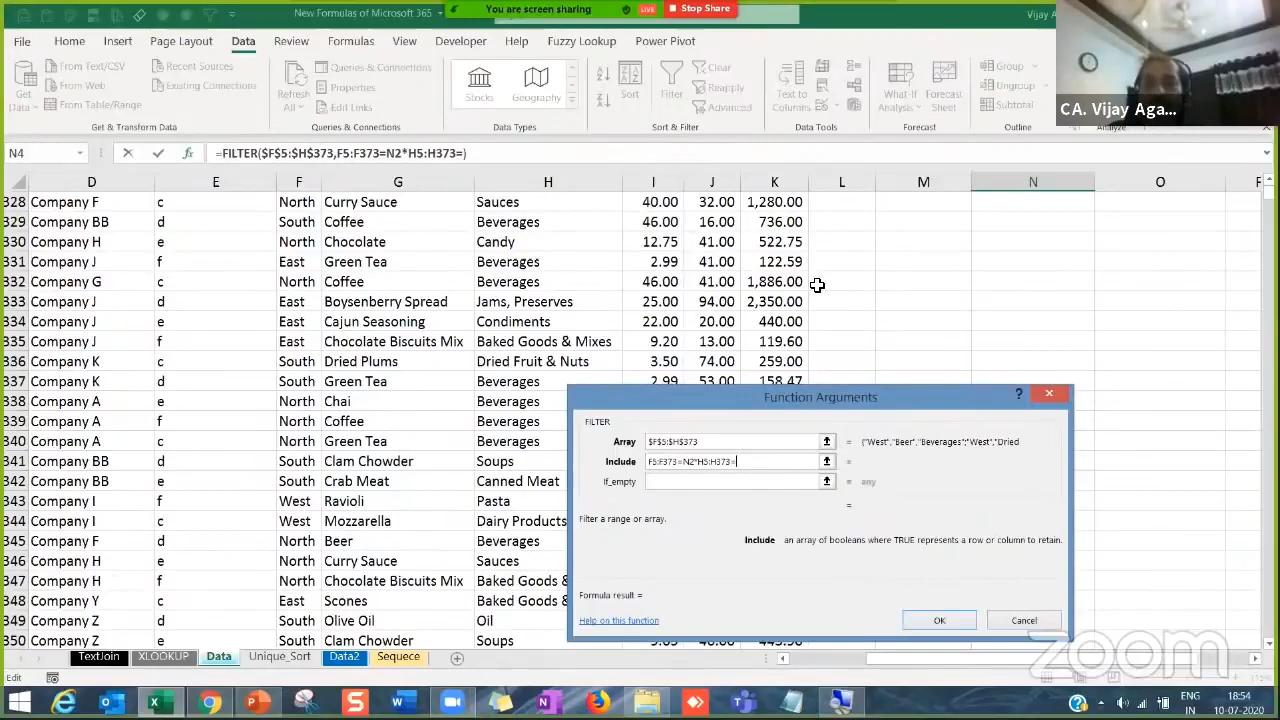 New Formulas of Microsoft 365
You are screen sharing
LIVE
Stop Share
Vijay A
File Home Insert Page Layout Data Review Formulas View Developer Help Fuzzy Lookup Power Pivot
Get Data
From Text/CSV
From Web
From Table/Range
Recent Sources
Existing Connections
Refresh All
Queries & Connections
Properties
Edit Links
Stocks
Geography
Sort
Filter
Clear
Reapply
Advanced
Text to Columns
What-If Analysis
Forecast Sheet
Group
Ungroup
Subtotal
Get & Transform Data Queries & Connections Data Types Sort & Filter Data Tools Forecast Outline Analyze
CA. Vijay Aga...
N4 fx =FILTER($F$5:$H$373,F5:F373=N2*H5:H373=)
D E F G H I J K L M N O
328 Company F c North Curry Sauce Sauces 40.00 32.00 1,280.00
329 Company BB d South Coffee Beverages 46.00 16.00 736.00
330 Company H e North Chocolate Candy 12.75 41.00 522.75
331 Company J f East Green Tea Beverages 2.99 41.00 122.59
332 Company G c North Coffee Beverages 46.00 41.00 1,886.00
333 Company J d East Boysenberry Spread Jams, Preserves 25.00 94.00 2,350.00
334 Company J e East Cajun Seasoning Condiments 22.00 20.00 440.00
335 Company J f East Chocolate Biscuits Mix Baked Goods & Mixes 9.20 13.00 119.60
336 Company K c South Dried Plums Dried Fruit & Nuts 3.50 74.00 259.00
337 Company K d South Green Tea Beverages 2.99 53.00 158.47
338 Company A e North Chai Beverages
339 Company A f North Coffee Beverages
340 Company A c North Green Tea Beverages
341 Company BB d South Clam Chowder Soups
342 Company BB e South Crab Meat Canned Meat
343 Company I f West Ravioli Pasta
344 Company I c West Mozzarella Dairy Products
345 Company F d North Beer Beverages
346 Company H e North Curry Sauce Sauces
347 Company H f North Chocolate Biscuits Mix Baked Goods &
348 Company Y c East Scones Baked Goods &
349 Company Z d South Olive Oil Oil
350 Company Z e South Clam Chowder Soups
Function Arguments
FILTER
Array $F$5:$H$373 = {"West","Beer","Beverages";"West","Dried
Include F5:F373=N2*H5:H373= =
If_empty = any
=
Filter a range or array.
Include an array of booleans where TRUE represents a row or column to retain.
Formula result =
Help on this function
OK Cancel
zoom
TextJoin XLOOKUP Data Unique_Sort Data2 Sequece
Edit
ENG
IN
18:54
10-07-2020